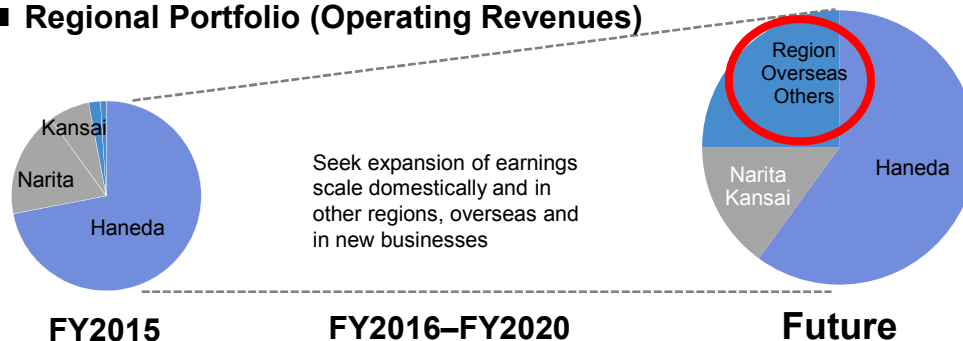 ■ Regional Portfolio (Operating Revenues)
Kansai
Narita
Haneda
Seek expansion of earnings
scale domestically and in
other regions, overseas and
in new businesses
Region
Overseas
Others
Narita
Kansai
Haneda
FY2015
FY2016–FY2020
Future